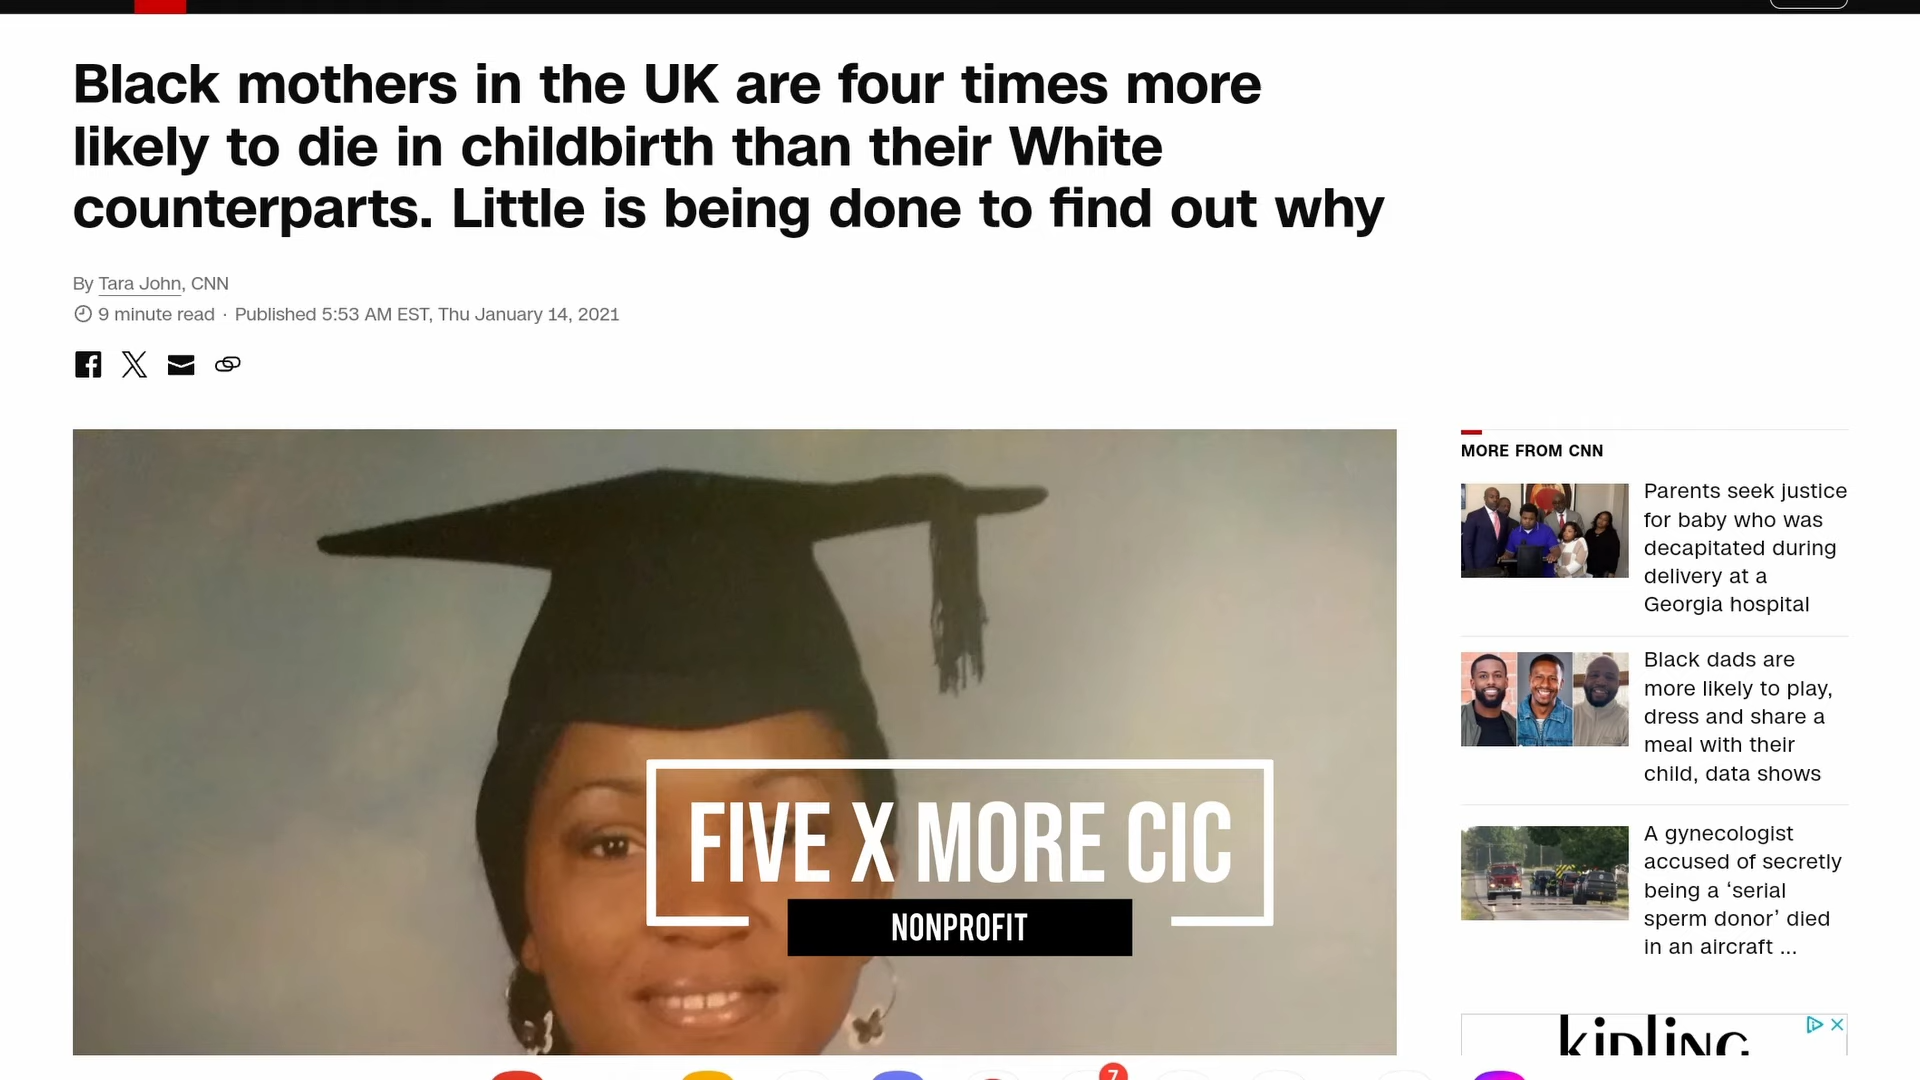 Black mothers in the UK are four times more
likely to die in childbirth than their White
counterparts. Little is being done to find out why
By Tara John, CNN
9 minute read · Published 5:53 AM EST, Thu January 14, 2021
MORE FROM CNN
Parents seek justice
for baby who was
decapitated during
delivery at a
Georgia hospital
Black dads are
more likely to play,
dress and share a
meal with their
child, data shows
A gynecologist
accused of secretly
being a ‘serial
sperm donor’ died
in an aircraft ...
FIVE X MORE CIC
NONPROFIT
kipling
7